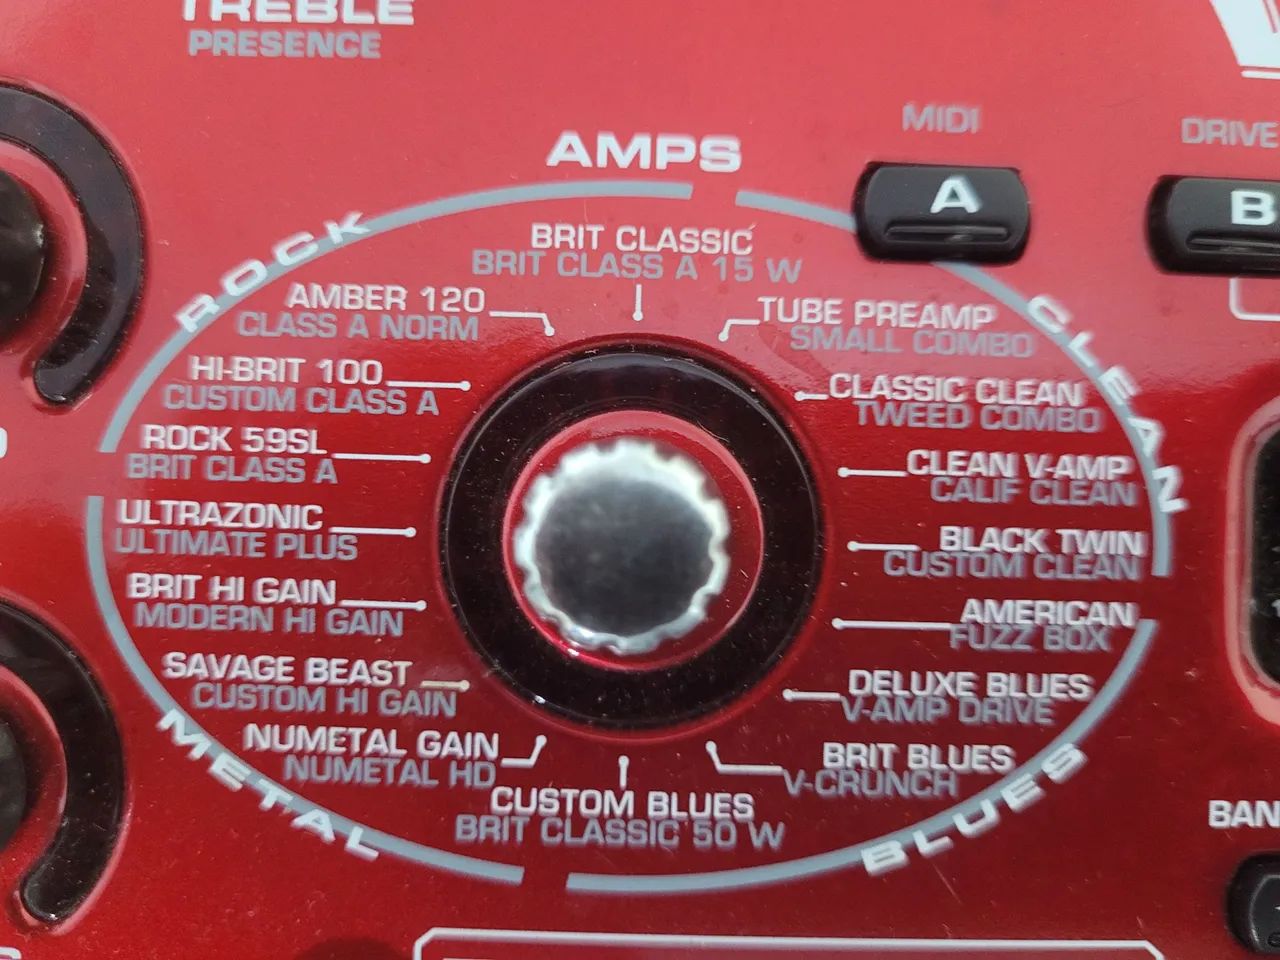 TREBLE
PRESENCE
MIDI
DRIVE
AMPS
A
B
ROCK
CLEAN
BRIT CLASSIC
BRIT CLASS A 15 W
AMBER 120
CLASS A NORM
TUBE PREAMP
SMALL COMBO
HI-BRIT 100
CUSTOM CLASS A
CLASSIC CLEAN
TWEED COMBO
ROCK 59SL
BRIT CLASS A
CLEAN V-AMP
CALIF CLEAN
ULTRAZONIC
ULTIMATE PLUS
BLACK TWIN
CUSTOM CLEAN
BRIT HI GAIN
MODERN HI GAIN
AMERICAN
FUZZ BOX
SAVAGE BEAST
CUSTOM HI GAIN
DELUXE BLUES
V-AMP DRIVE
NUMETAL GAIN
NUMETAL HD
BRIT BLUES
V-CRUNCH
CUSTOM BLUES
BRIT CLASSIC 50 W
METAL
BLUES